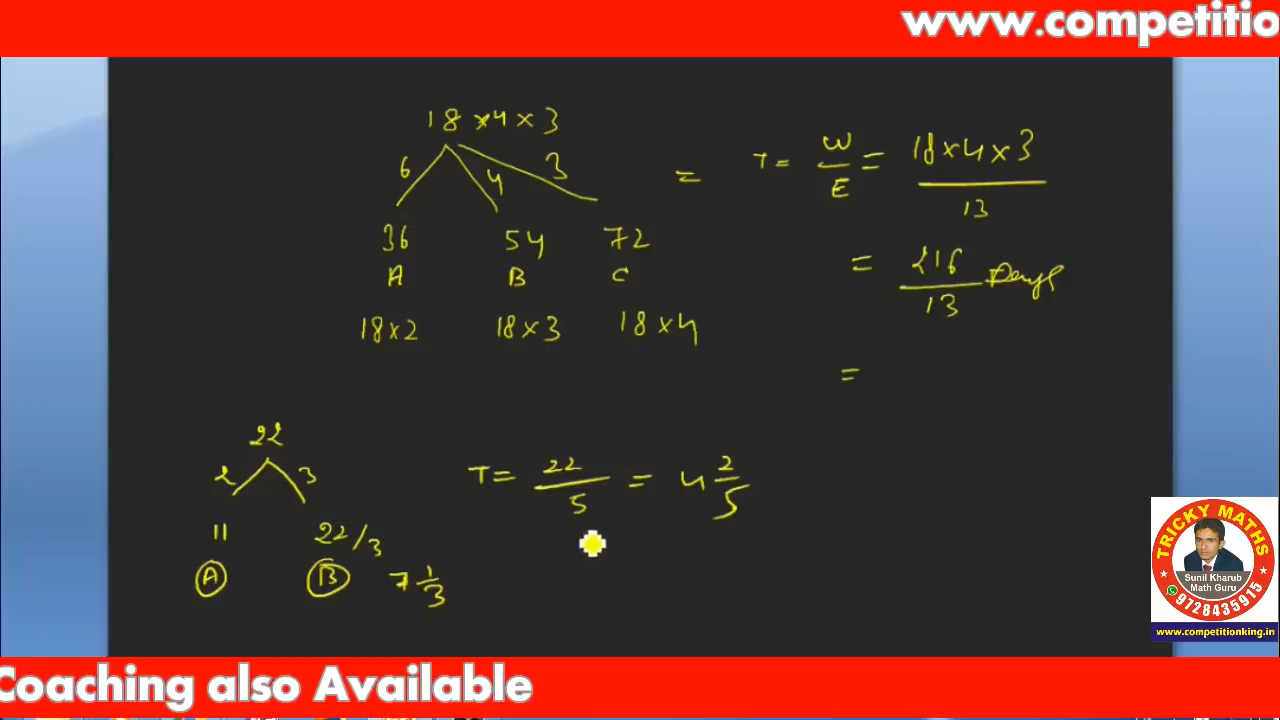 www.competitio
18 × 4 × 3
6 4 3
36 54 72
A B C
18×2 18×3 18×4
= T = W/E = 18×4×3/13
= 216/13 Days
=
22
2 3
11 22/3
A B 7 1/3
T = 22/5 = 4 2/5
TRICKY MATHS
Sunil Kharub
Math Guru
9728435915
www.competitionking.in
Coaching also Available